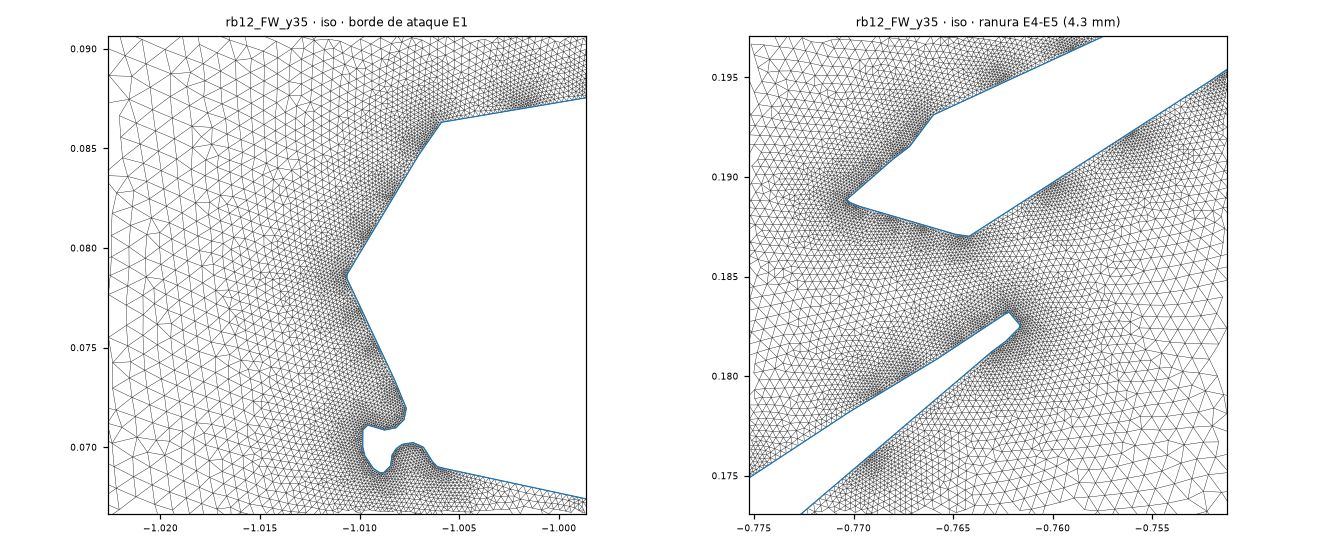 rb12_FW_y35 · iso · borde de ataque E1
0.090
0.085
0.080
0.075
0.070
−1.020 −1.015 −1.010 −1.005 −1.000
rb12_FW_y35 · iso · ranura E4-E5 (4.3 mm)
0.195
0.190
0.185
0.180
0.175
−0.775 −0.770 −0.765 −0.760 −0.755